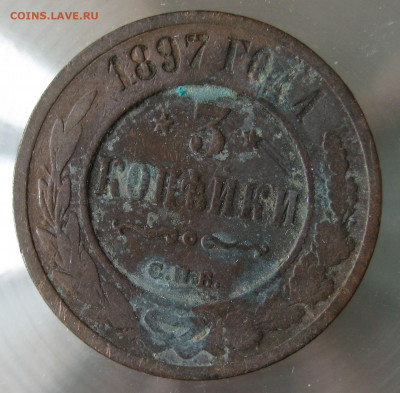 COINS.LAVE.RU
1897 ГОДА
* 3 *
КОПѢЙКИ
С.П.Б.